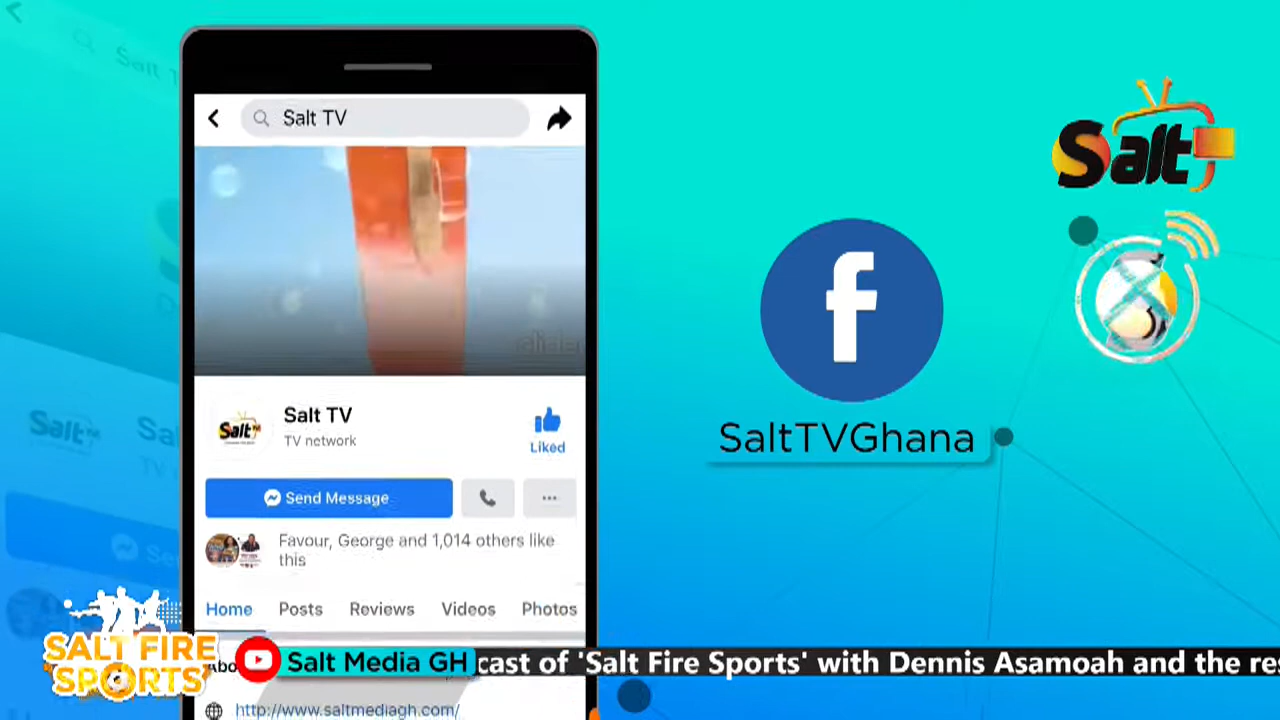 Salt TV
Salt
Salt TV
TV network
Liked
Send Message
Favour, George and 1,014 others like
this
Home Posts Reviews Videos Photos
Abo
http://www.saltmediagh.com/
f
SaltTVGhana
Salt
SALT FIRE
SPORTS
Salt Media GH
cast of 'Salt Fire Sports' with Dennis Asamoah and the res